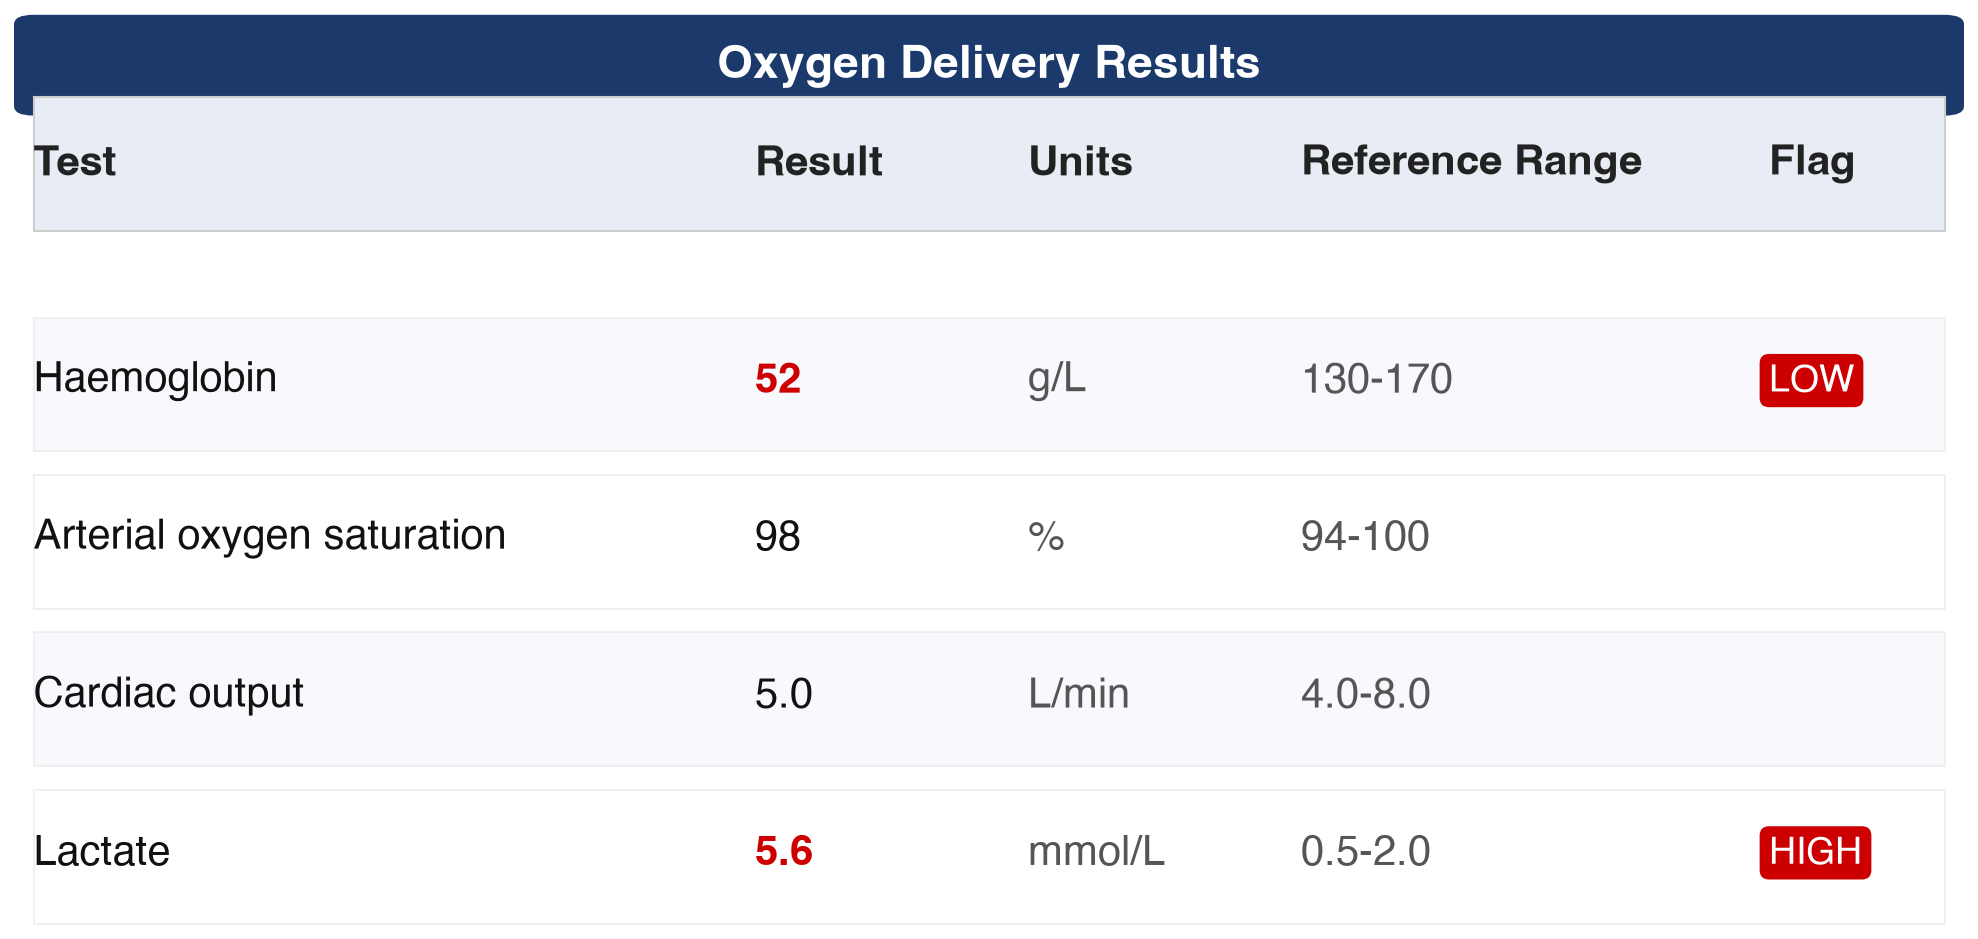 Oxygen Delivery Results
Test Result Units Reference Range Flag
Haemoglobin 52 g/L 130-170 LOW
Arterial oxygen saturation 98 % 94-100
Cardiac output 5.0 L/min 4.0-8.0
Lactate 5.6 mmol/L 0.5-2.0 HIGH